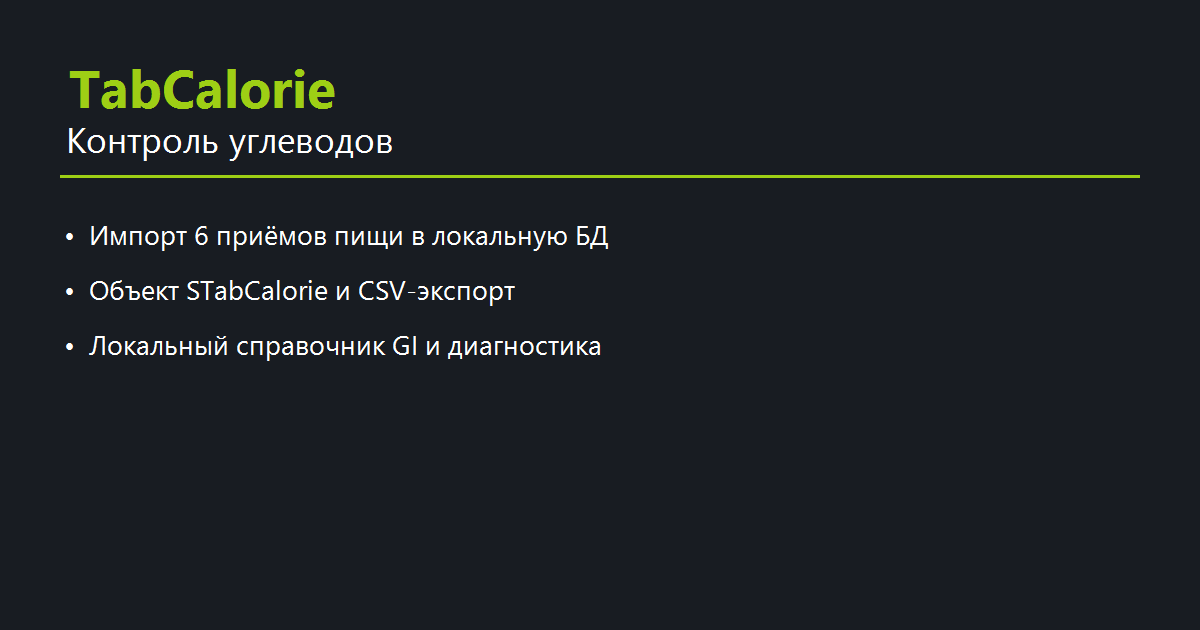 TabCalorie
Контроль углеводов
• Импорт 6 приёмов пищи в локальную БД
• Объект STabCalorie и CSV-экспорт
• Локальный справочник GI и диагностика